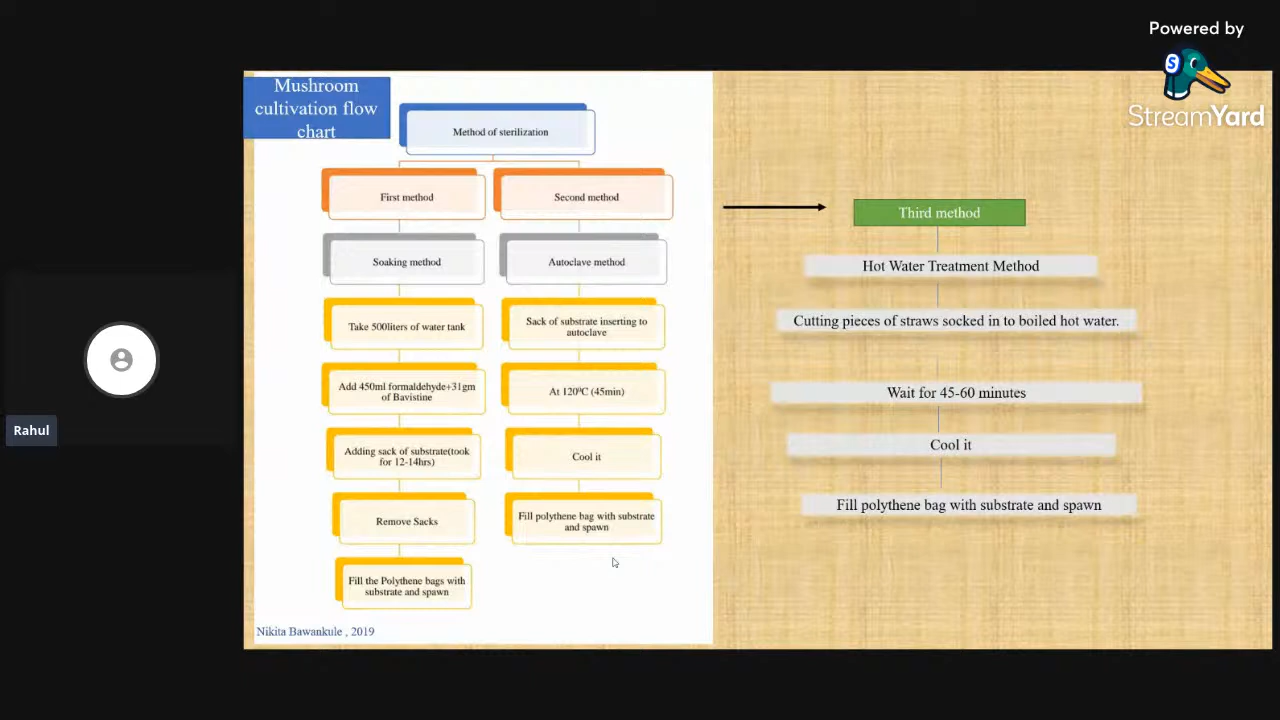 Powered by
StreamYard
Mushroom
cultivation flow
chart
Method of sterilization
First method
Second method
Soaking method
Autoclave method
Take 500liters of water tank
Sack of substrate inserting to
autoclave
Add 450ml formaldehyde+31gm
of Bavistine
At 120⁰C (45min)
Adding sack of substrate(took
for 12-14hrs)
Cool it
Remove Sacks
Fill polythene bag with substrate
and spawn
Fill the Polythene bags with
substrate and spawn
Nikita Bawankule , 2019
Third method
Hot Water Treatment Method
Cutting pieces of straws socked in to boiled hot water.
Wait for 45-60 minutes
Cool it
Fill polythene bag with substrate and spawn
Rahul